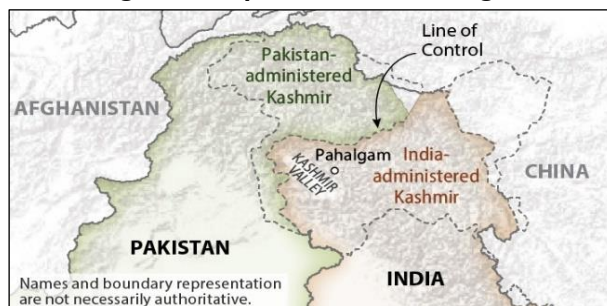 Line of
Control
Pakistan-
administered
Kashmir
AFGHANISTAN
Pahalgam
KASHMIR
VALLEY
India-
administered
Kashmir
CHINA
PAKISTAN
INDIA
Names and boundary representation
are not necessarily authoritative.